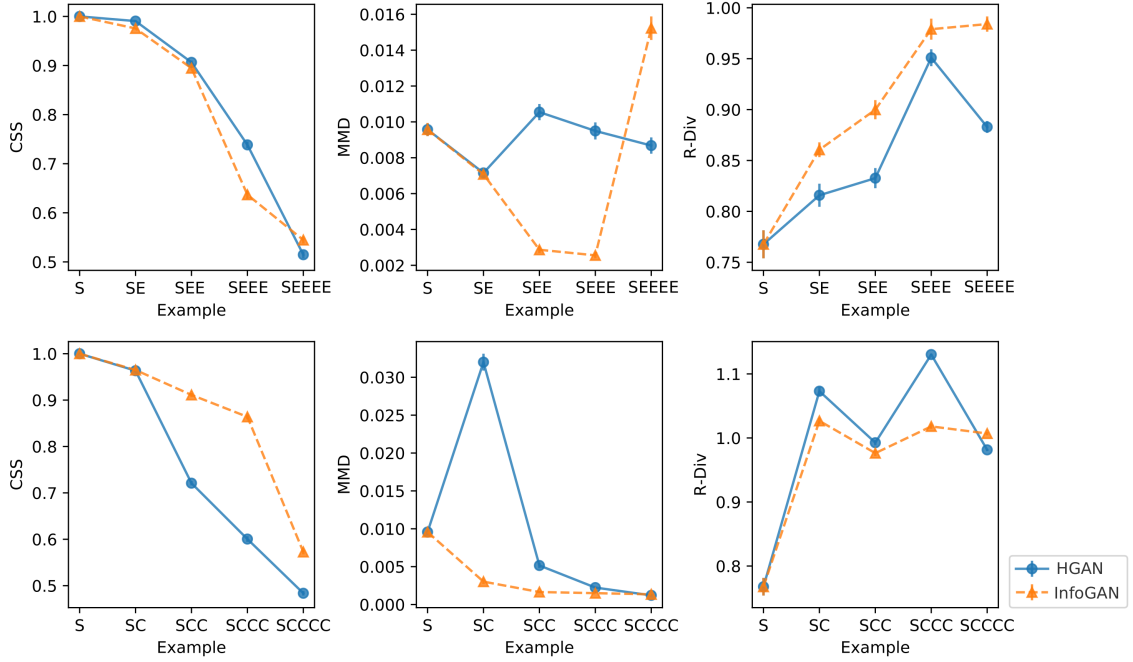 1.0
0.9
0.8
0.7
0.6
0.5
CSS
S SE SEE SEEE SEEEE
Example
0.016
0.014
0.012
0.010
0.008
0.006
0.004
0.002
MMD
S SE SEE SEEE SEEEE
Example
1.00
0.95
0.90
0.85
0.80
0.75
R-Div
S SE SEE SEEE SEEEE
Example
1.0
0.9
0.8
0.7
0.6
0.5
CSS
S SC SCC SCCC SCCCC
Example
0.030
0.025
0.020
0.015
0.010
0.005
0.000
MMD
S SC SCC SCCC SCCCC
Example
1.1
1.0
0.9
0.8
R-Div
S SC SCC SCCC SCCCC
Example
HGAN
InfoGAN